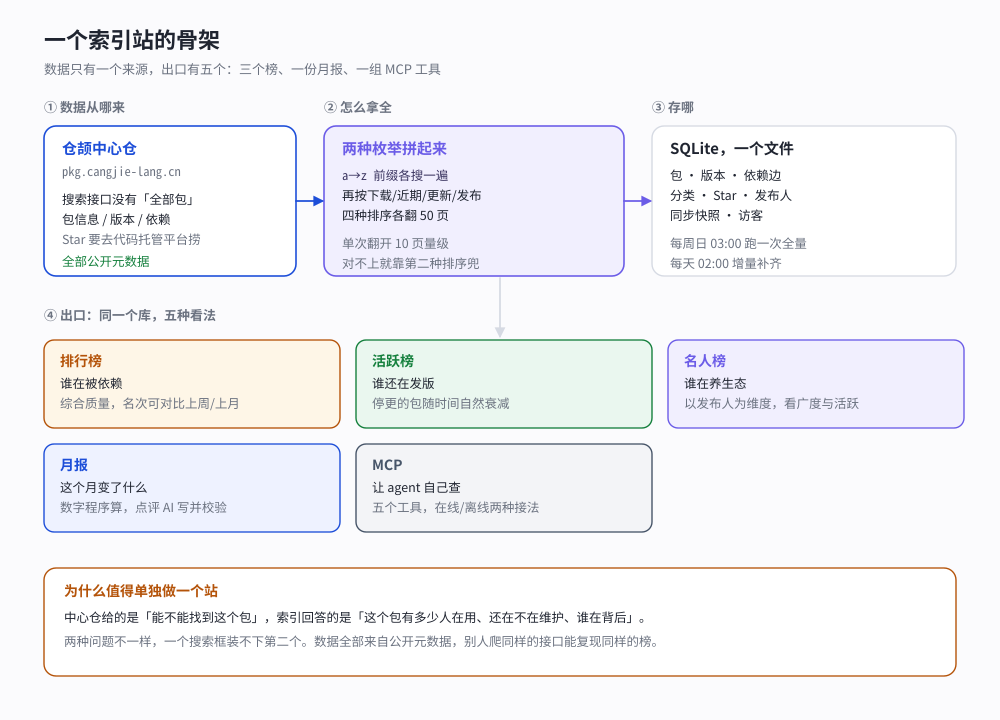 一个索引站的骨架
数据只有一个来源，出口有五个：三个榜、一份月报、一组 MCP 工具
① 数据从哪来
② 怎么拿全
③ 存哪
仓颉中心仓
pkg.cangjie-lang.cn
搜索接口没有「全部包」
包信息 / 版本 / 依赖
Star 要去代码托管平台捞
全部公开元数据
两种枚举拼起来
a→z 前缀各搜一遍
再按下载/近期/更新/发布
四种排序各翻 50 页
单次翻开 10 页量级
对不上就靠第二种排序兜
SQLite，一个文件
包 · 版本 · 依赖边
分类 · Star · 发布人
同步快照 · 访客
每周日 03:00 跑一次全量
每天 02:00 增量补齐
④ 出口：同一个库，五种看法
排行榜
谁在被依赖
综合质量，名次可对比上周/上月
活跃榜
谁还在发版
停更的包随时间自然衰减
名人榜
谁在养生态
以发布人为维度，看广度与活跃
月报
这个月变了什么
数字程序算，点评 AI 写并校验
MCP
让 agent 自己查
五个工具，在线/离线两种接法
为什么值得单独做一个站
中心仓给的是「能不能找到这个包」，索引回答的是「这个包有多少人在用、还在不在维护、谁在背后」。
两种问题不一样，一个搜索框装不下第二个。数据全部来自公开元数据，别人爬同样的接口能复现同样的榜。